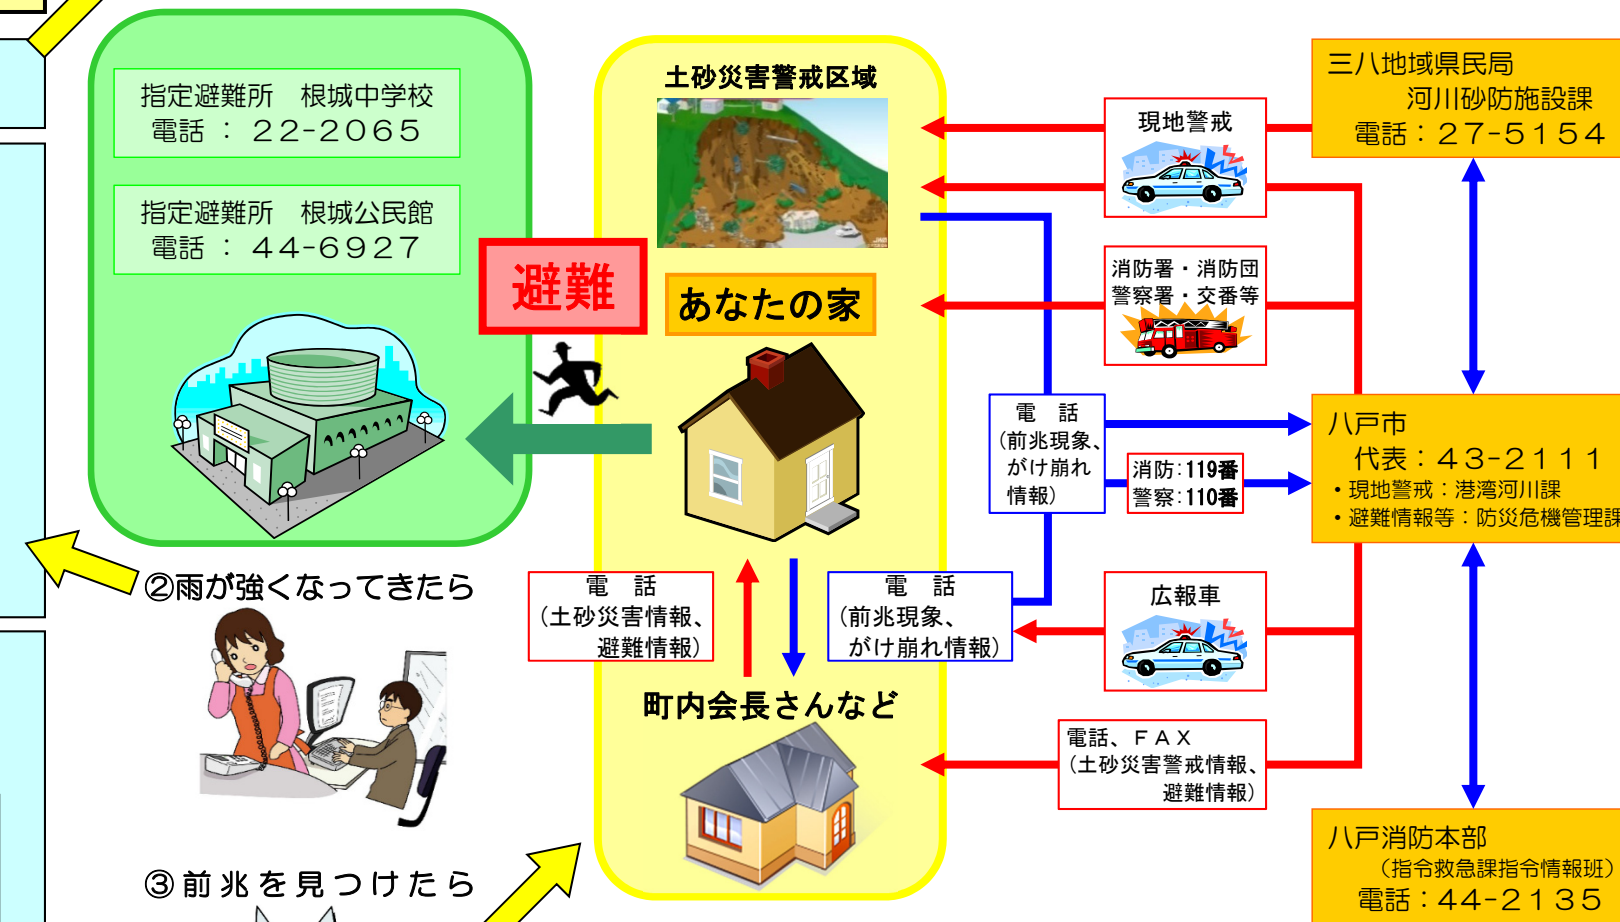 指定避難所　根城中学校
電話 ： 22-2065
指定避難所　根城公民館
電話 ： 44-6927
避難
②雨が強くなってきたら
③前兆を見つけたら
土砂災害警戒区域
あなたの家
電　話
（土砂災害情報、
避難情報）
電　話
（前兆現象、
がけ崩れ情報）
町内会長さんなど
現地警戒
消防署・消防団
警察署・交番等
電　話
（前兆現象、
がけ崩れ
情報）
消防：119番
警察：110番
広報車
電話、ＦＡＸ
（土砂災害警戒情報、
避難情報）
三八地域県民局
河川砂防施設課
電話：27-5154
八戸市
代表：43-2111
・現地警戒：港湾河川課
・避難情報等：防災危機管理課
八戸消防本部
（指令救急課指令情報班）
電話：44-2135